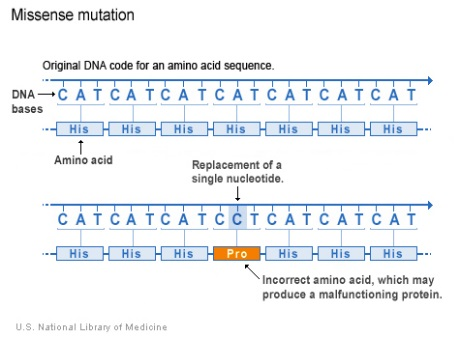 Missense mutation
Original DNA code for an amino acid sequence.
DNA
bases
C A T C A T C A T C A T C A T C A T C A T
His His His His His His His
Amino acid
Replacement of a
single nucleotide.
C A T C A T C A T C C T C A T C A T C A T
His His His Pro His His His
Incorrect amino acid, which may
produce a malfunctioning protein.
U.S. National Library of Medicine